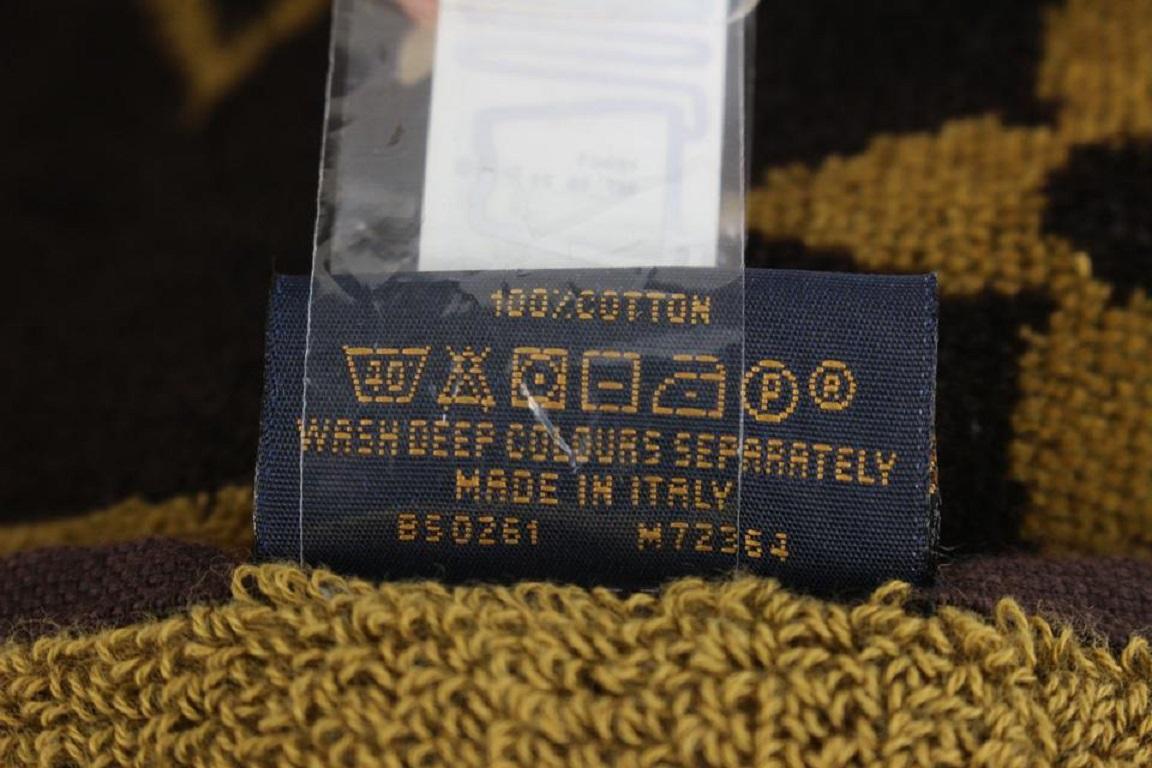 100%COTTON
P R
WASH DEEP COLOURS SEPARATELY
MADE IN ITALY
BS0261 M72364